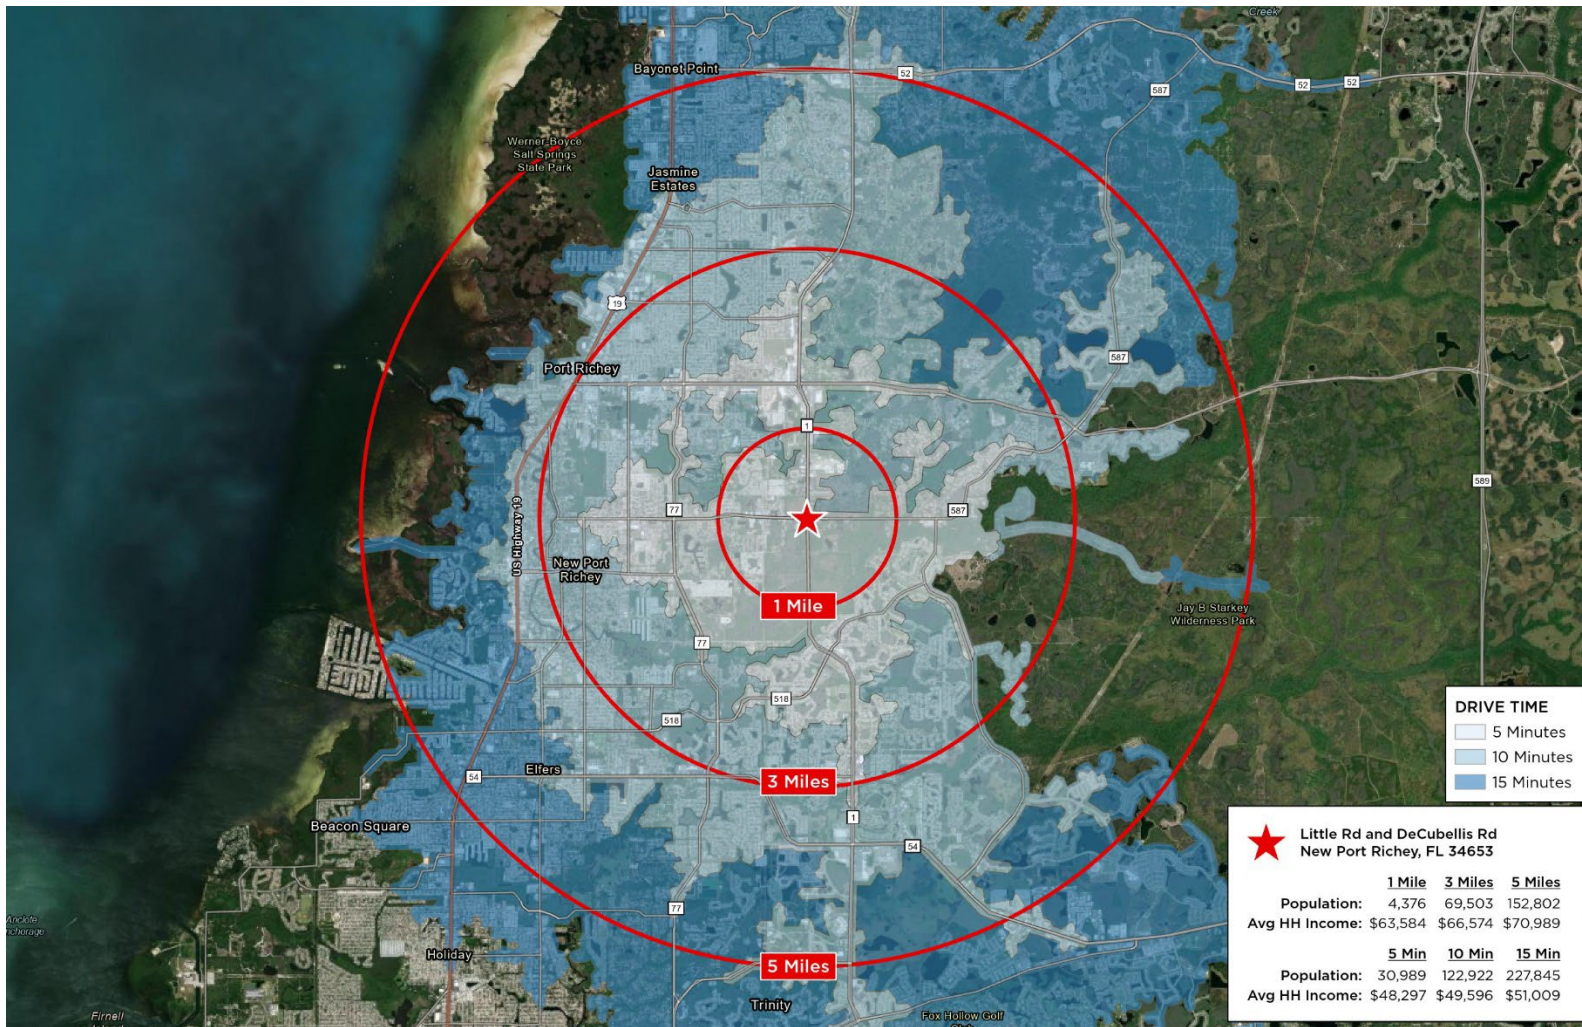 Creek
Bayonet Point
52
52
52
587
Werner-Boyce
Salt Springs
State Park
Jasmine
Estates
19
Port Richey
587
1
589
US Highway 19
77
587
New Port
Richey
1 Mile
Jay B Starkey
Wilderness Park
77
518
518
DRIVE TIME
5 Minutes
10 Minutes
15 Minutes
54
Elfers
3 Miles
Beacon Square
1
54
Little Rd and DeCubellis Rd
New Port Richey, FL 34653
1 Mile 3 Miles 5 Miles
Population: 4,376 69,503 152,802
Avg HH Income: $63,584 $66,574 $70,989
5 Min 10 Min 15 Min
Population: 30,989 122,922 227,845
Avg HH Income: $48,297 $49,596 $51,009
77
Anclote
Holiday
5 Miles
Trinity
Firnell
Fox Hollow Golf